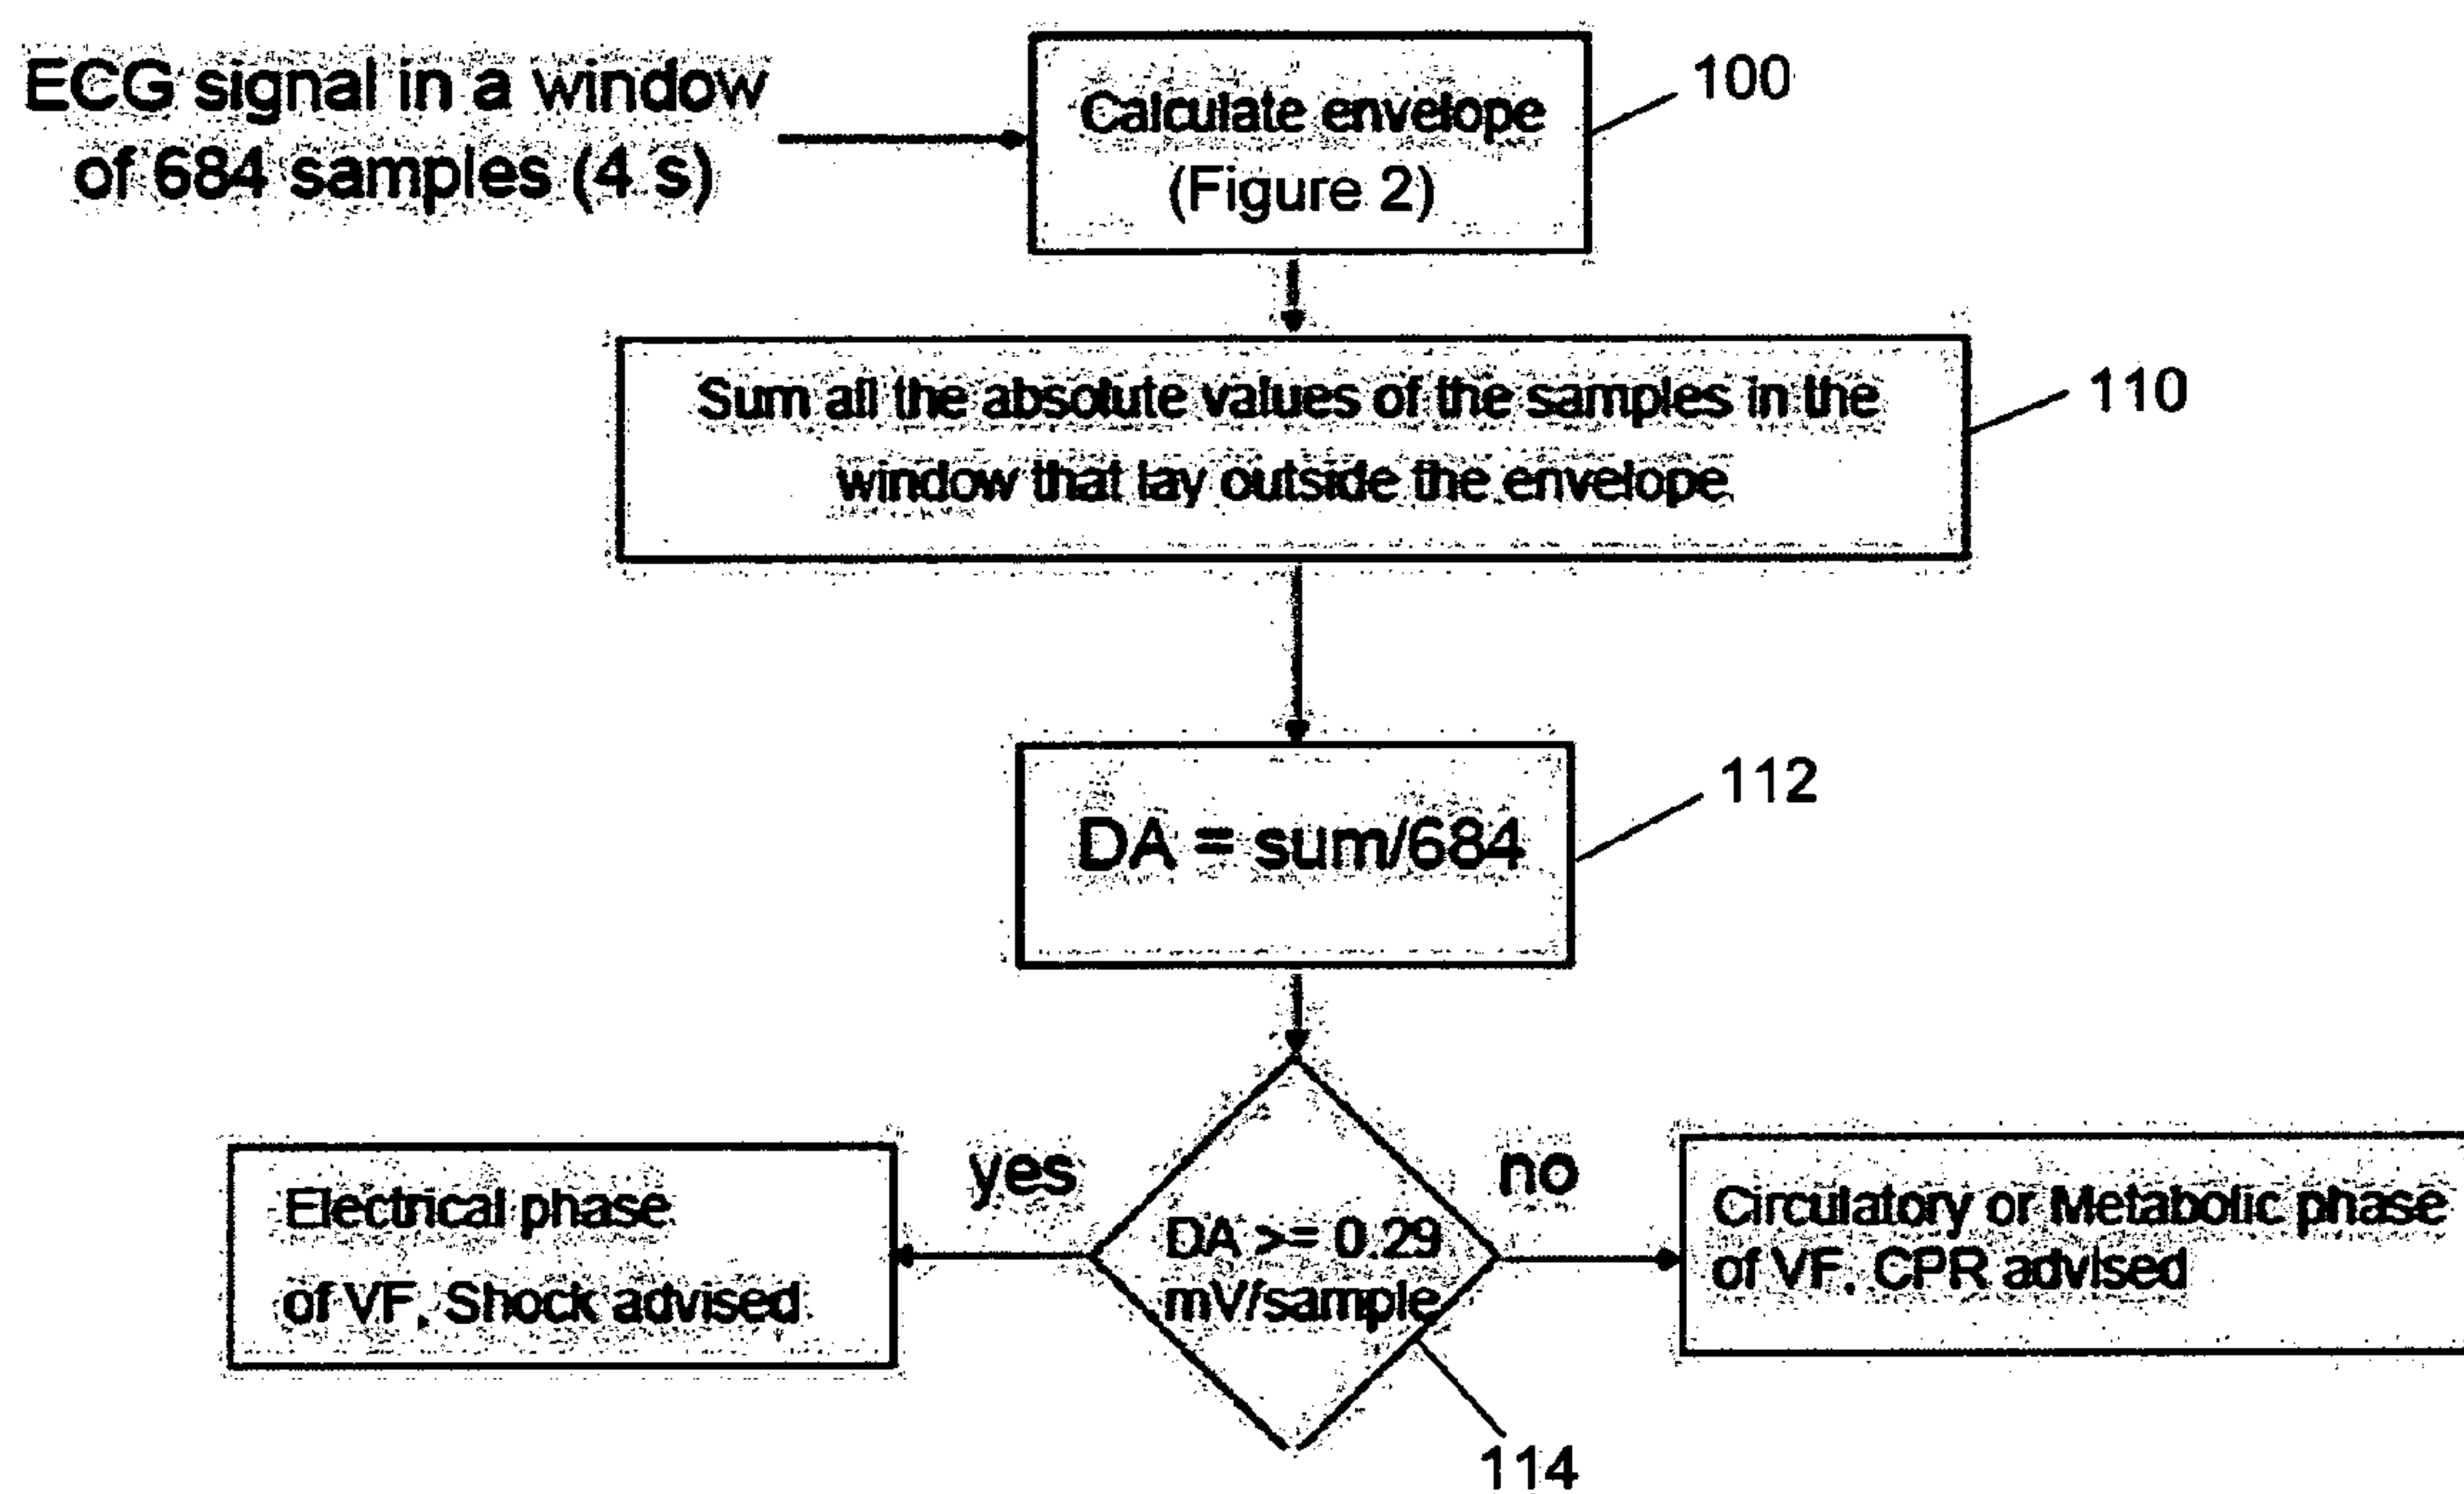 ECG signal in a window
of 684 samples (4 s)
Calculate envelope
(Figure 2)
100
Sum all the absolute values of the samples in the
window that lay outside the envelope
110
DA = sum/684
112
yes
no
Electrical phase
of VF. Shock advised
DA >= 0.29
mV/sample
Circulatory or Metabolic phase
of VF. CPR advised
114